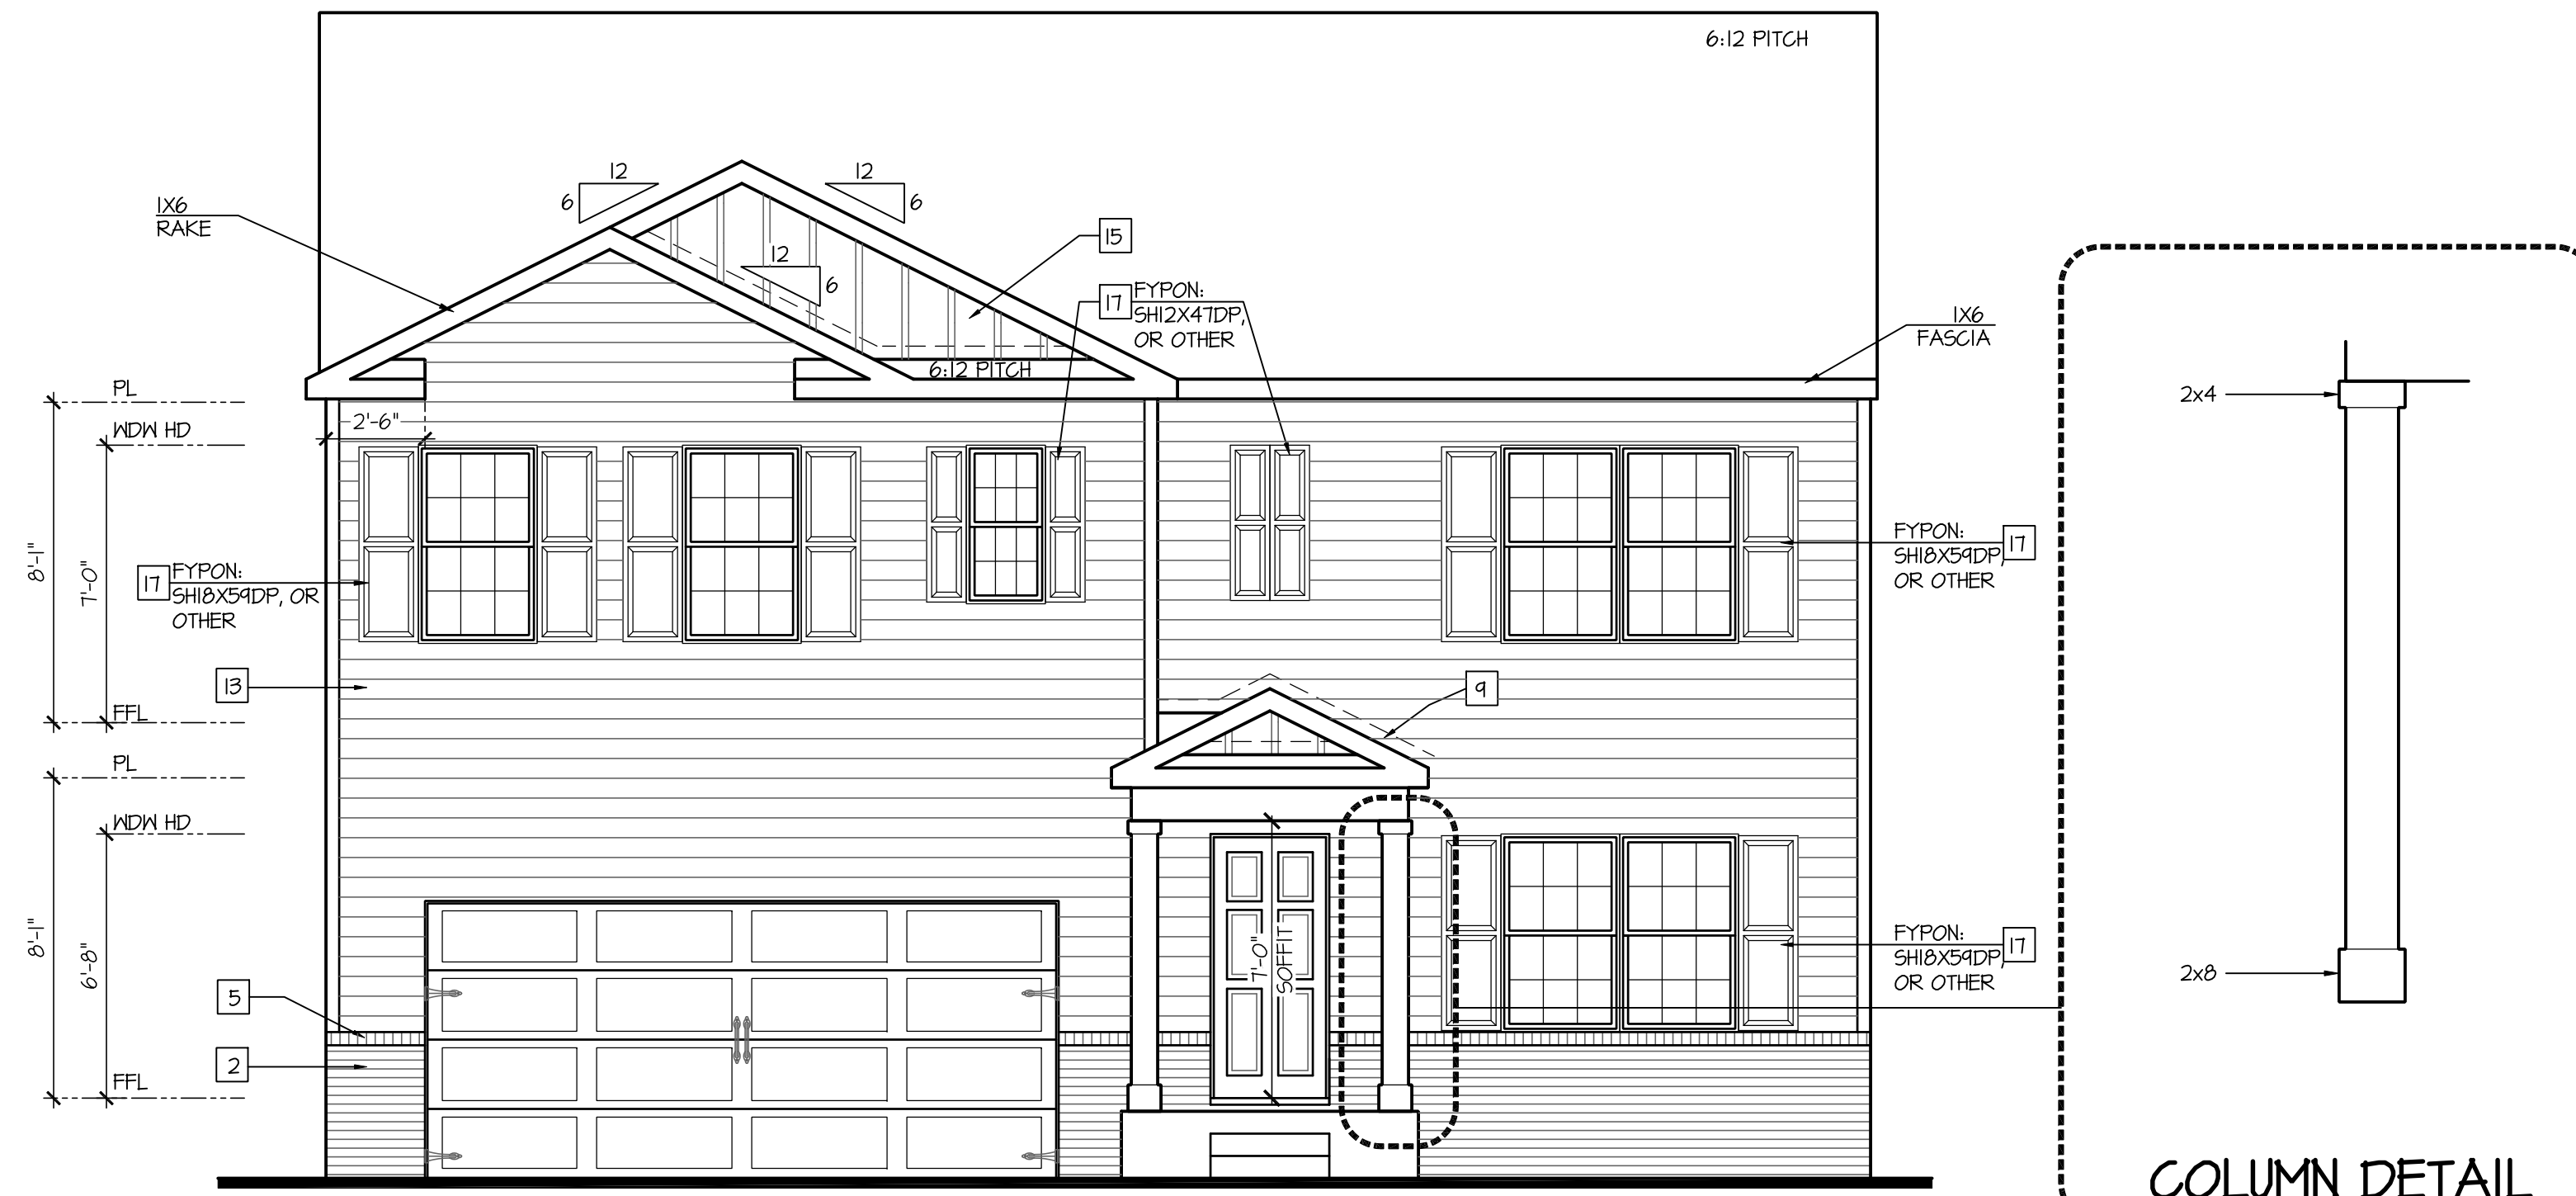 6:12 PITCH
12
6
12
6
1X6
RAKE
15
12
6
17
FYPON:
SH12X47DP,
OR OTHER
1X6
FASCIA
6:12 PITCH
PL
2'-6"
WDW HD
2x4
8'-1"
7'-0"
17
FYPON:
SH18X59DP, OR
OTHER
FYPON:
SH18X59DP,
OR OTHER
17
13
9
FFL
PL
WDW HD
8'-1"
6'-8"
7'-0"
SOFFIT
FYPON:
SH18X59DP,
OR OTHER
17
2x8
5
2
FFL
COLUMN DETAIL